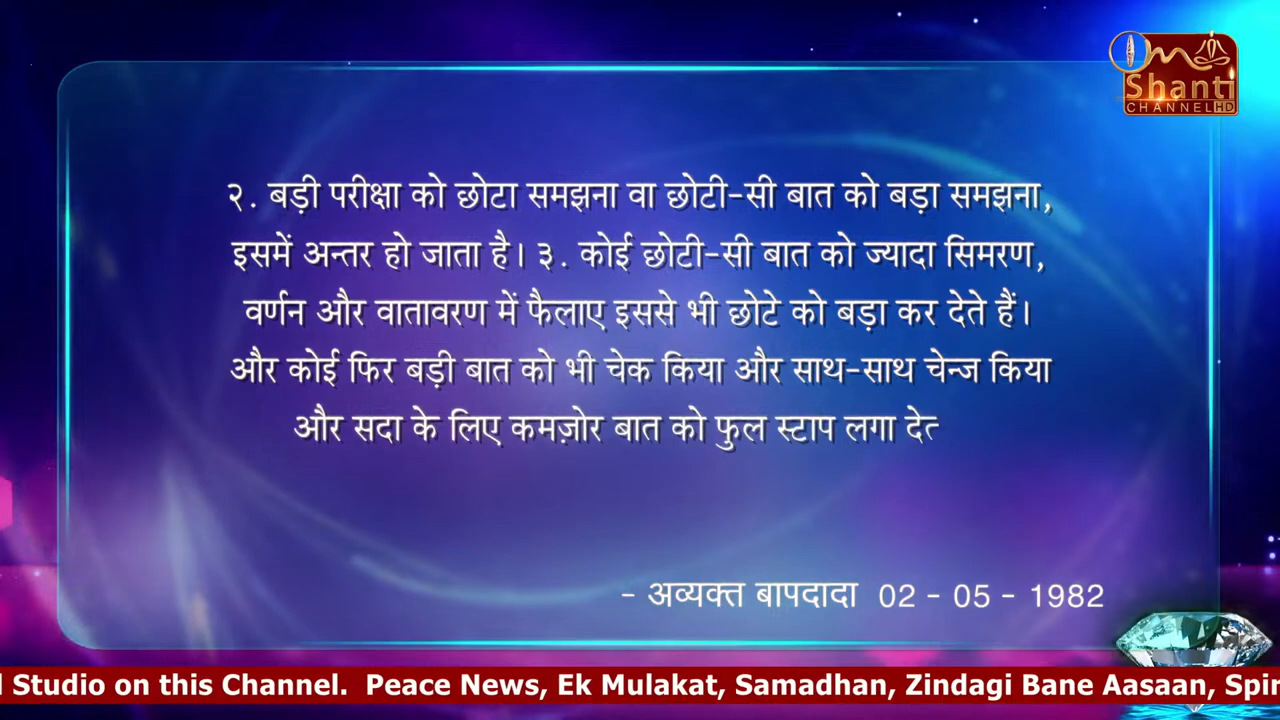 Om
Shanti
CHANNEL HD
२. बड़ी परीक्षा को छोटा समझना वा छोटी-सी बात को बड़ा समझना,
इसमें अन्तर हो जाता है। ३. कोई छोटी-सी बात को ज्यादा सिमरण,
वर्णन और वातावरण में फैलाए इससे भी छोटे को बड़ा कर देते हैं।
और कोई फिर बड़ी बात को भी चेक किया और साथ-साथ चेन्ज किया
और सदा के लिए कमज़ोर बात को फुल स्टाप लगा
- अव्यक्त बापदादा 02 - 05 - 1982
Studio on this Channel. Peace News, Ek Mulakat, Samadhan, Zindagi Bane Aasaan,